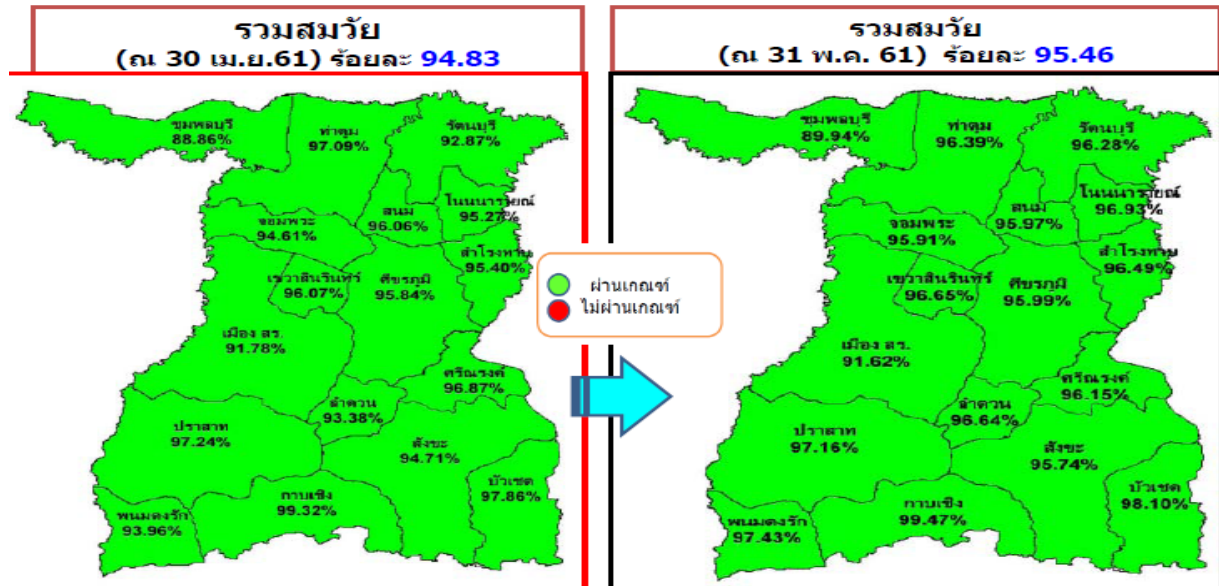 รวมสมวัย
(ณ 30 เม.ย.61) ร้อยละ 94.83
ชุมพลบุรี
88.86%
ท่าตูม
97.09%
รัตนบุรี
92.87%
โนนนารายณ์
95.27%
สนม
96.06%
จอมพระ
94.61%
สำโรงทาบ
95.40%
เขวาสินรินทร์
96.07%
ศีขรภูมิ
95.84%
เมือง สร.
91.78%
ศรีณรงค์
96.87%
ลำดวน
93.38%
ปราสาท
97.24%
สังขะ
94.71%
บัวเชด
97.86%
กาบเชิง
99.32%
พนมดงรัก
93.96%
ผ่านเกณฑ์
ไม่ผ่านเกณฑ์
รวมสมวัย
(ณ 31 พ.ค. 61) ร้อยละ 95.46
ชุมพลบุรี
89.94%
ท่าตูม
96.39%
รัตนบุรี
96.28%
โนนนารายณ์
96.93%
สนม
95.97%
จอมพระ
95.91%
สำโรงทาบ
96.49%
เขวาสินรินทร์
96.65%
ศีขรภูมิ
95.99%
เมือง สร.
91.62%
ศรีณรงค์
96.15%
ลำดวน
96.64%
ปราสาท
97.16%
สังขะ
95.74%
บัวเชด
98.10%
กาบเชิง
99.47%
พนมดงรัก
97.43%